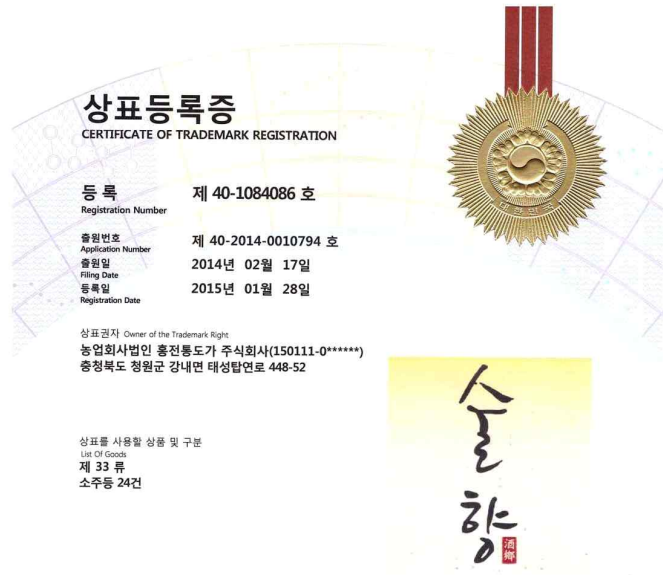 상표등록증
CERTIFICATE OF TRADEMARK REGISTRATION
등 록 제 40-1084086 호
Registration Number
출원번호 제 40-2014-0010794 호
Application Number
출원일 2014년 02월 17일
Filing Date
등록일 2015년 01월 28일
Registration Date
대한민국
상표권자 Owner of the Trademark Right
농업회사법인 홍전통도가 주식회사(150111-0******)
충청북도 청원군 강내면 태성탑연로 448-52
상표를 사용할 상품 및 구분
List Of Goods
제 33 류
소주등 24건
술
향
酒鄕